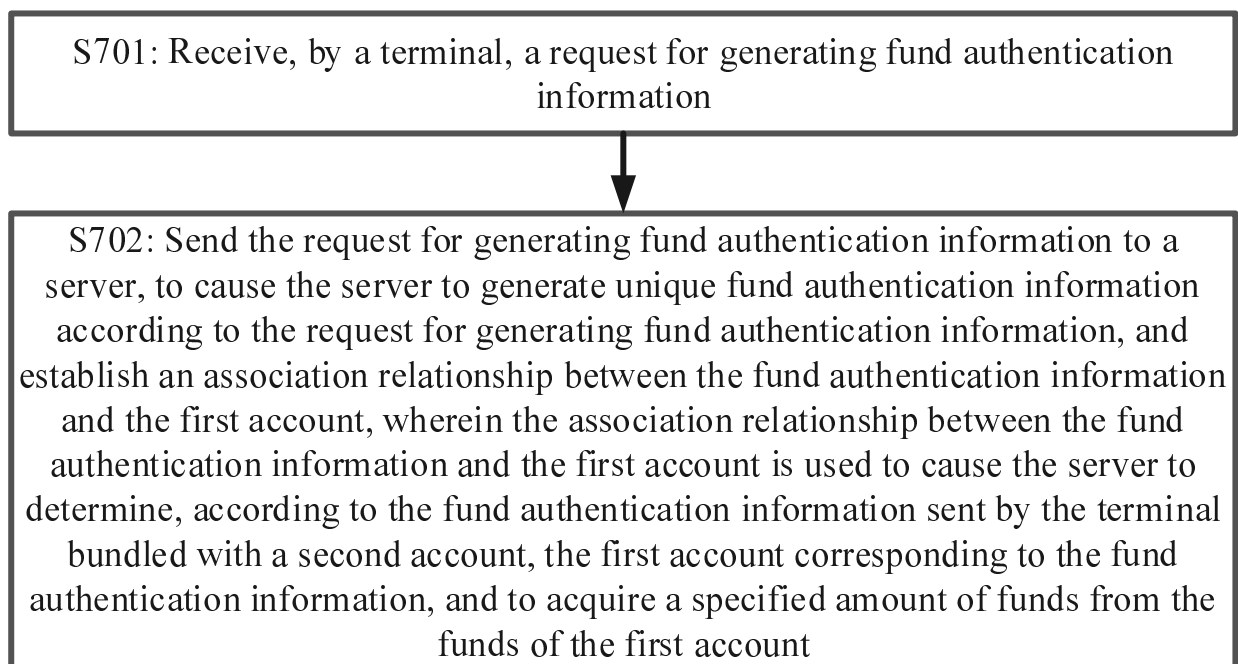 S701: Receive, by a terminal, a request for generating fund authentication
information
S702: Send the request for generating fund authentication information to a
server, to cause the server to generate unique fund authentication information
according to the request for generating fund authentication information, and
establish an association relationship between the fund authentication information
and the first account, wherein the association relationship between the fund
authentication information and the first account is used to cause the server to
determine, according to the fund authentication information sent by the terminal
bundled with a second account, the first account corresponding to the fund
authentication information, and to acquire a specified amount of funds from the
funds of the first account